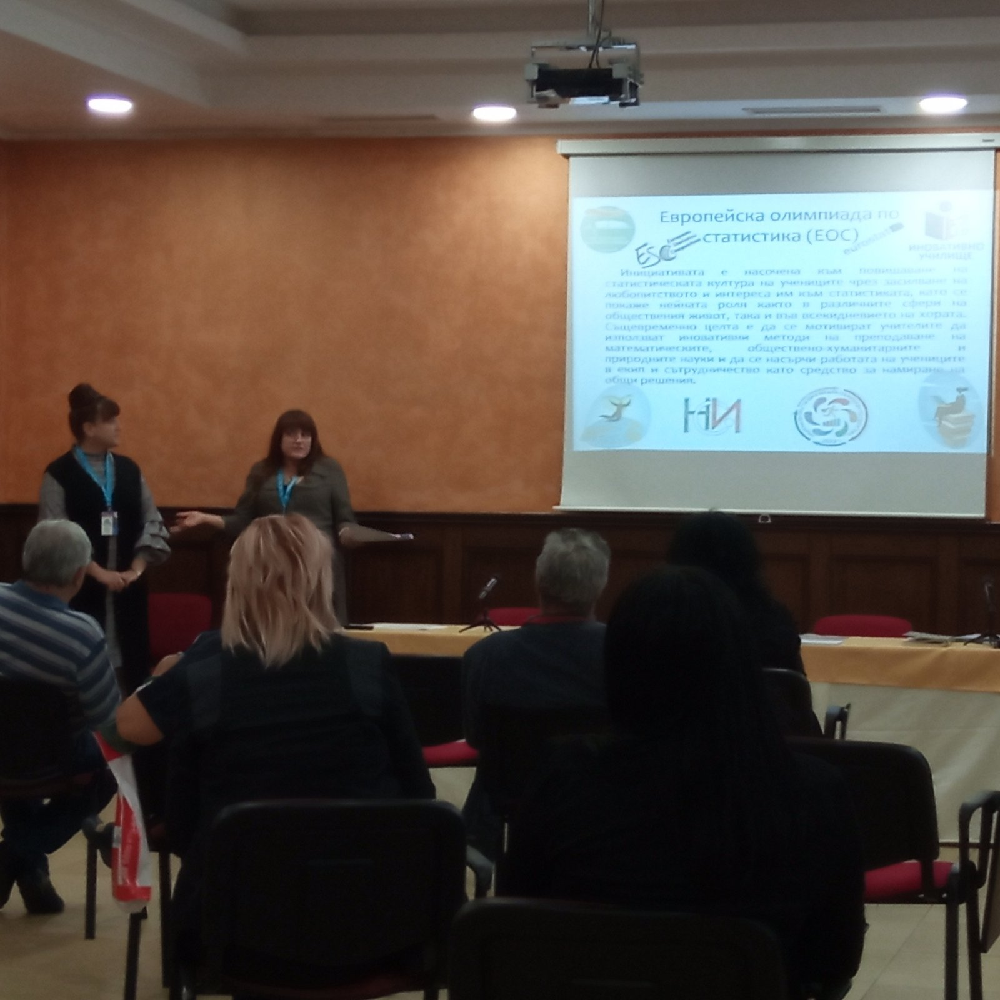 Европейска олимпиада по
статистика (ЕОС)
ESC
eurostat
ИНОВАТИВНО
УЧИЛИЩЕ
Инициативата е насочена към повишаване на
статистическата култура на учениците чрез засилване на
любопитството и интереса им към статистиката, като се
покаже нейната роля както в различните сфери на
обществения живот, така и във всекидневието на хората.
Същевременно целта е да се мотивират учителите да
използват иновативни методи на преподаване на
математическите, обществено-хуманитарните и
природните науки и да се насърчи работата на учениците
в екип и сътрудничество като средство за намиране на
общи решения.